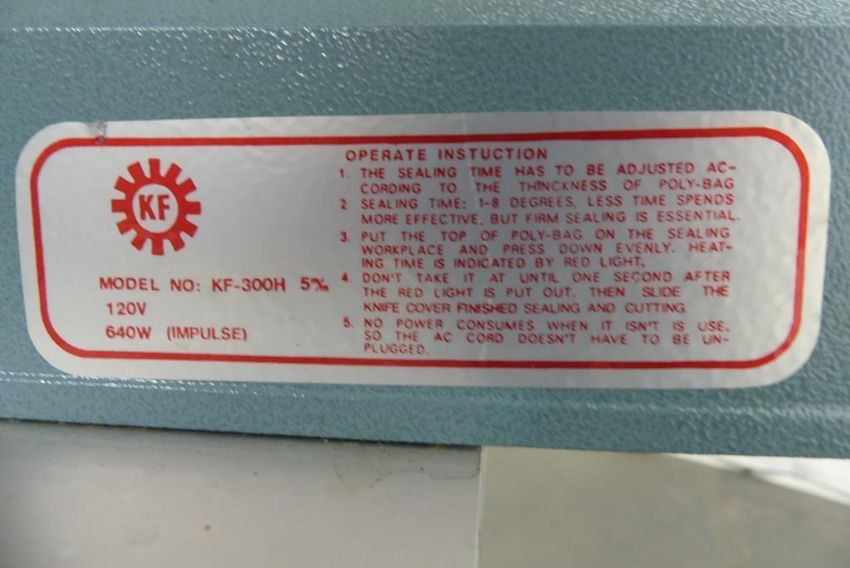 KF
MODEL NO: KF-300H 5‰
120V
640W (IMPULSE)
OPERATE INSTUCTION
1. THE SEALING TIME HAS TO BE ADJUSTED AC-
CORDING TO THE THINCKNESS OF POLY-BAG
2 SEALING TIME: 1-8 DEGREES. LESS TIME SPENDS
MORE EFFECTIVE. BUT FIRM SEALING IS ESSENTIAL.
3. PUT THE TOP OF POLY-BAG ON THE SEALING
WORKPLACE AND PRESS DOWN EVENLY. HEAT-
ING TIME IS INDICATED BY RED LIGHT.
4. DON'T TAKE IT AT UNTIL ONE SECOND AFTER
THE RED LIGHT IS PUT OUT. THEN SLIDE THE
KNIFE COVER FINISHED SEALING AND CUTTING.
5. NO POWER CONSUMES WHEN IT ISN'T IS USE.
SO THE AC CORD DOESN'T HAVE TO BE UN-
PLUGGED.